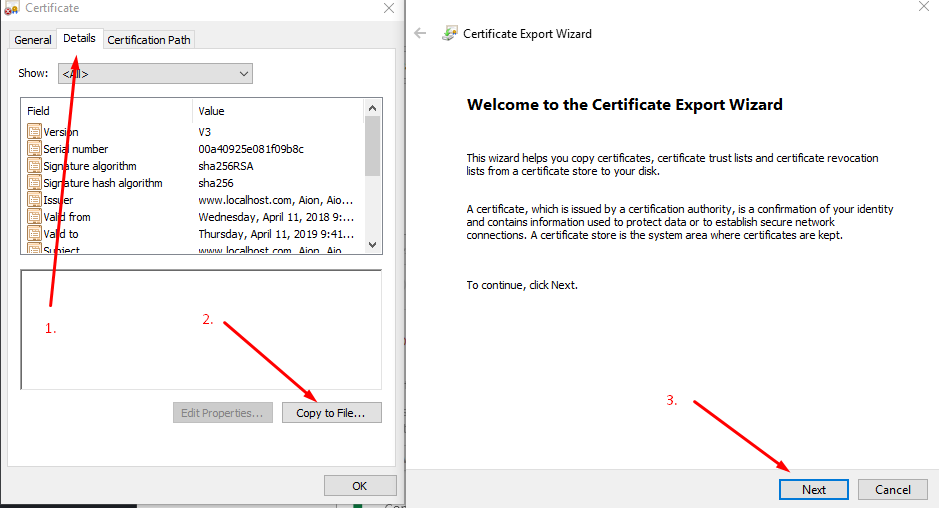 Certificate
General Details Certification Path
Show: <All>
Field Value
Version V3
Serial number 00a40925e081f09b8c
Signature algorithm sha256RSA
Signature hash algorithm sha256
Issuer www.localhost.com, Aion, Aio...
Valid from Wednesday, April 11, 2018 9:...
Valid to Thursday, April 11, 2019 9:41...
Subject www.localhost.com, Aion, Aio...
1.
2.
Edit Properties... Copy to File...
OK
Certificate Export Wizard
Welcome to the Certificate Export Wizard
This wizard helps you copy certificates, certificate trust lists and certificate revocation
lists from a certificate store to your disk.
A certificate, which is issued by a certification authority, is a confirmation of your identity
and contains information used to protect data or to establish secure network
connections. A certificate store is the system area where certificates are kept.
To continue, click Next.
3.
Next Cancel